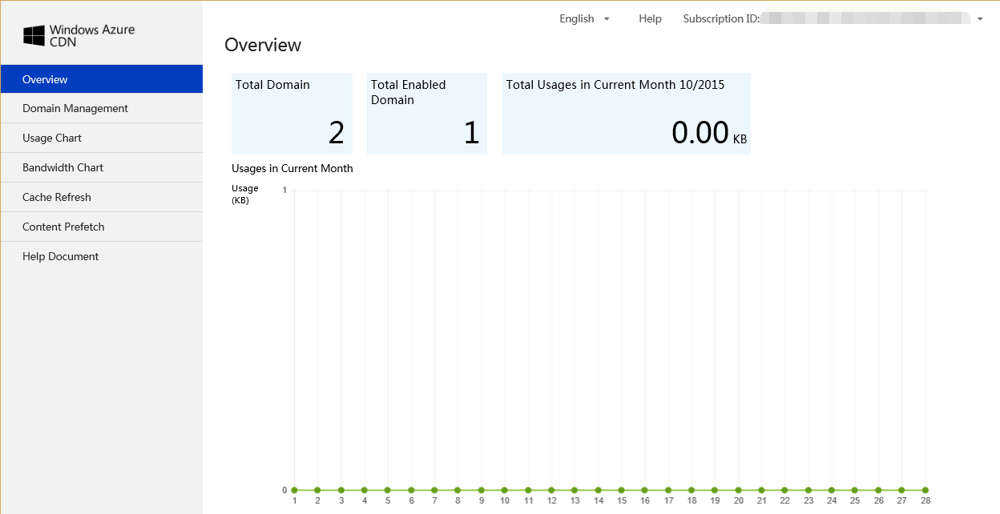 Windows Azure
CDN
English
Help
Subscription ID:
Overview
Domain Management
Usage Chart
Bandwidth Chart
Cache Refresh
Content Prefetch
Help Document
Overview
Total Domain
2
Total Enabled
Domain
1
Total Usages in Current Month 10/2015
0.00 KB
Usages in Current Month
Usage
(KB)
1
0
1 2 3 4 5 6 7 8 9 10 11 12 13 14 15 16 17 18 19 20 21 22 23 24 25 26 27 28